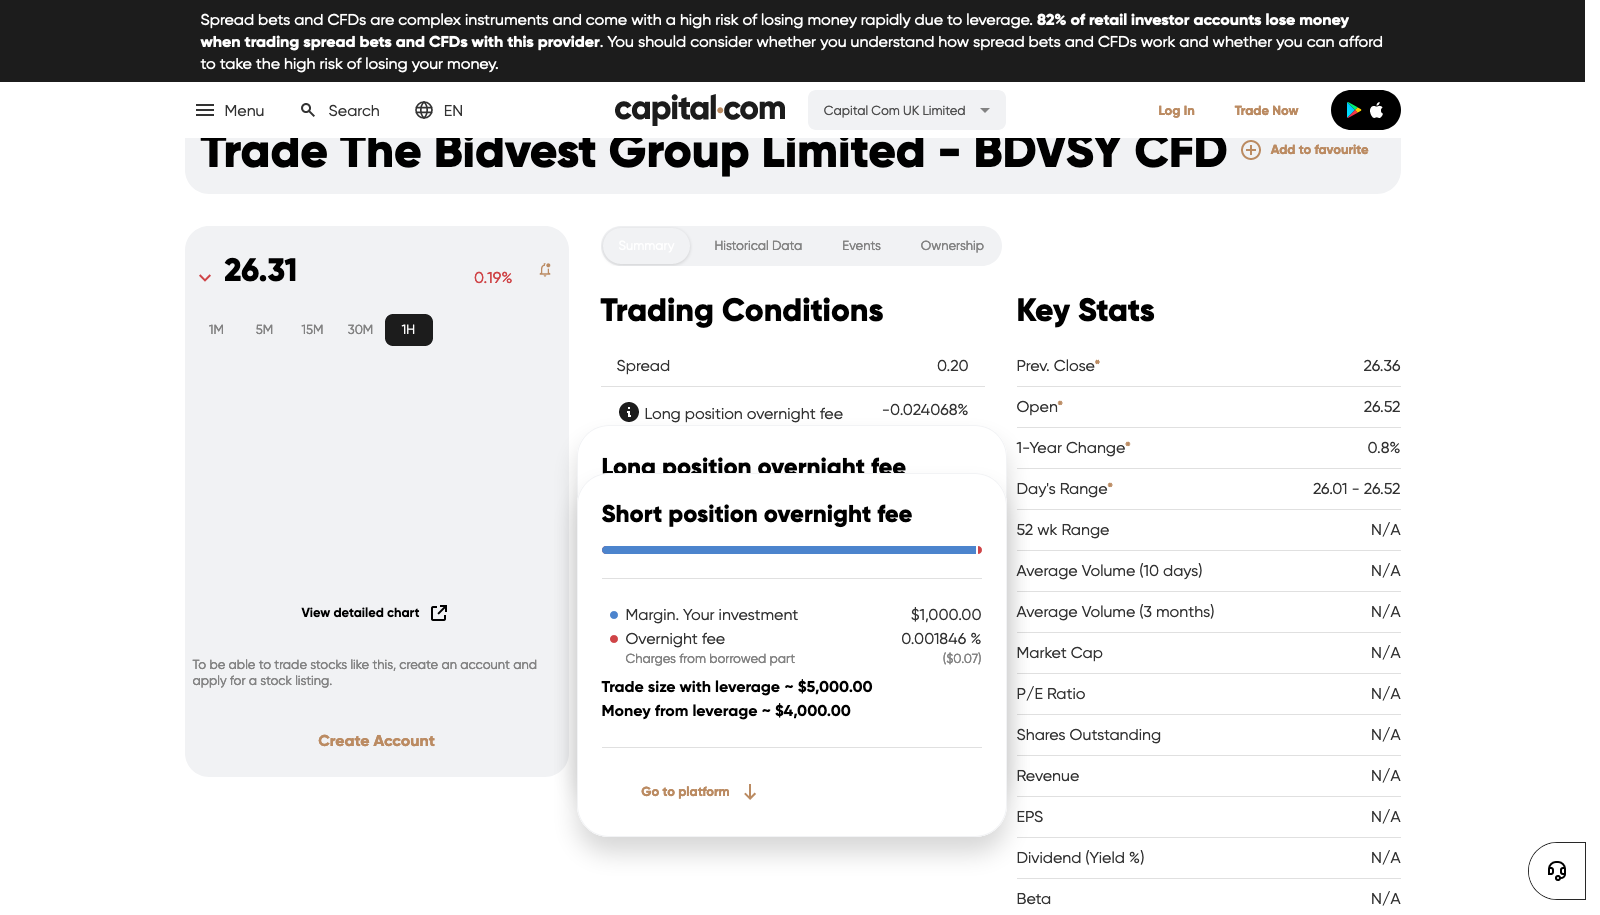 Spread bets and CFDs are complex instruments and come with a high risk of losing money rapidly due to leverage. 82% of retail investor accounts lose money
when trading spread bets and CFDs with this provider. You should consider whether you understand how spread bets and CFDs work and whether you can afford
to take the high risk of losing your money.
Menu
Search
EN
capital.com
Capital Com UK Limited
Log In
Trade Now
Trade The Bidvest Group Limited - BDVSY CFD
Add to favourite
26.31
0.19%
1M
5M
15M
30M
1H
View detailed chart
To be able to trade stocks like this, create an account and
apply for a stock listing.
Create Account
Summary
Historical Data
Events
Ownership
Trading Conditions
Spread 0.20
Long position overnight fee -0.024068%
Long position overnight fee
Short position overnight fee
Margin. Your investment $1,000.00
Overnight fee 0.001846 %
Charges from borrowed part ($0.07)
Trade size with leverage ~ $5,000.00
Money from leverage ~ $4,000.00
Go to platform
Key Stats
Prev. Close* 26.36
Open* 26.52
1-Year Change* 0.8%
Day's Range* 26.01 - 26.52
52 wk Range N/A
Average Volume (10 days) N/A
Average Volume (3 months) N/A
Market Cap N/A
P/E Ratio N/A
Shares Outstanding N/A
Revenue N/A
EPS N/A
Dividend (Yield %) N/A
Beta N/A